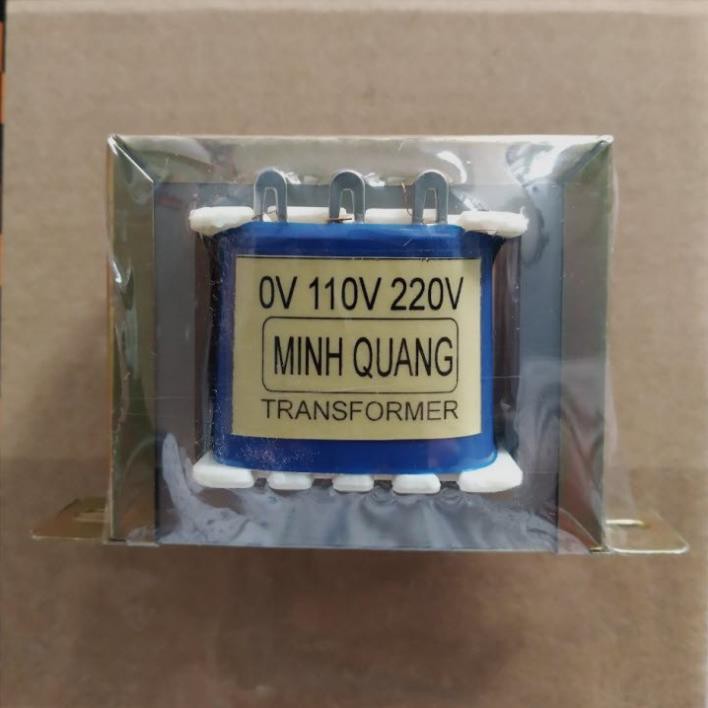 0V 110V 220V
MINH QUANG
TRANSFORMER